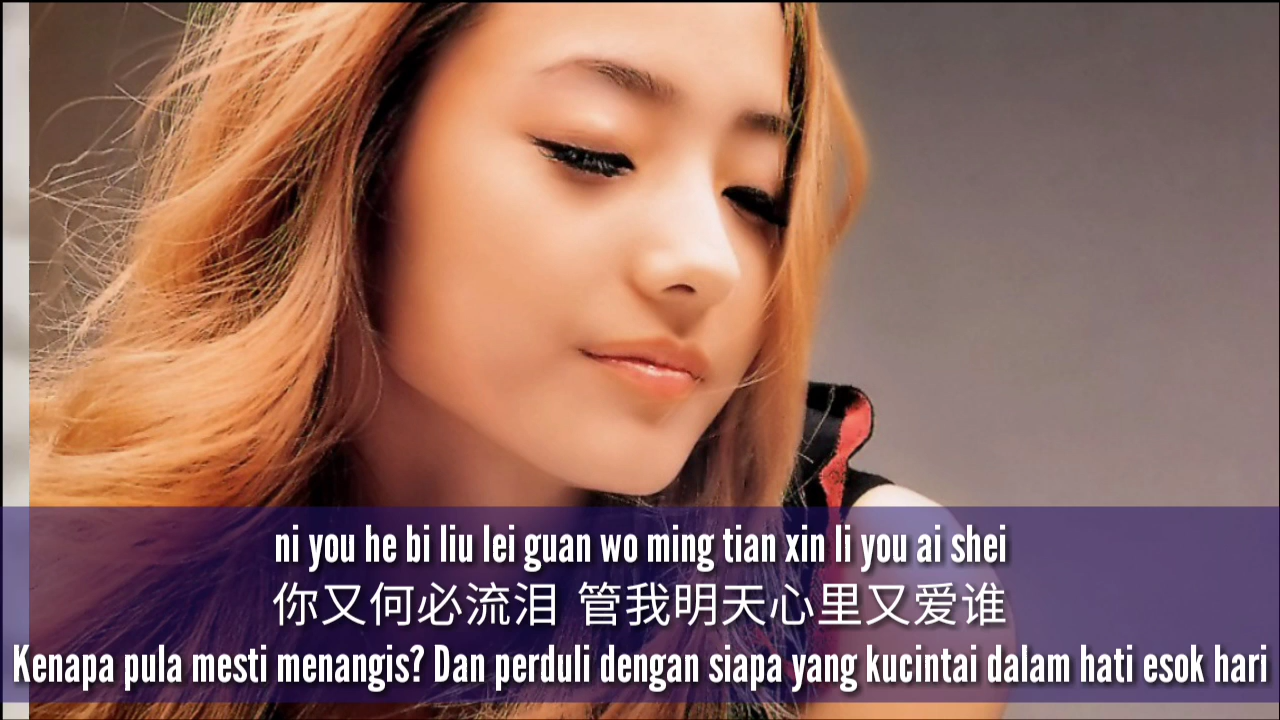 ni you he bi liu lei guan wo ming tian xin li you ai shei
你又何必流泪 管我明天心里又爱谁
Kenapa pula mesti menangis? Dan perduli dengan siapa yang kucintai dalam hati esok hari